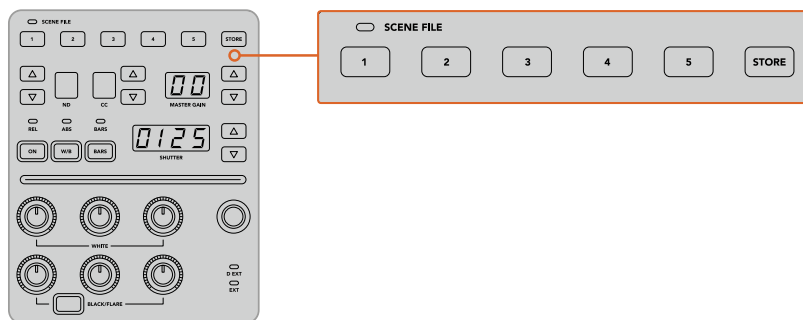 SCENE FILE
1 2 3 4 5 STORE
ND CC 00 MASTER GAIN
REL ABS BARS
ON W/B BARS
0125
SHUTTER
WHITE
D EXT
EXT
BLACK/FLARE
SCENE FILE
1 2 3 4 5 STORE